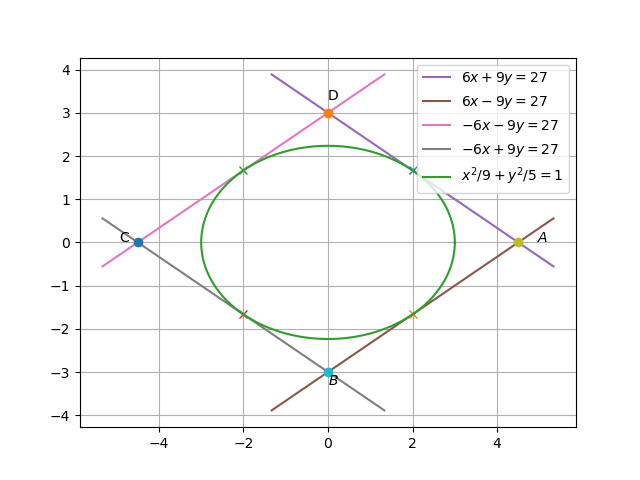 4
3
2
1
0
−1
−2
−3
−4
−4
−2
0
2
4
D
C
A
B
6x + 9y = 27
6x − 9y = 27
−6x − 9y = 27
−6x + 9y = 27
x²/9 + y²/5 = 1